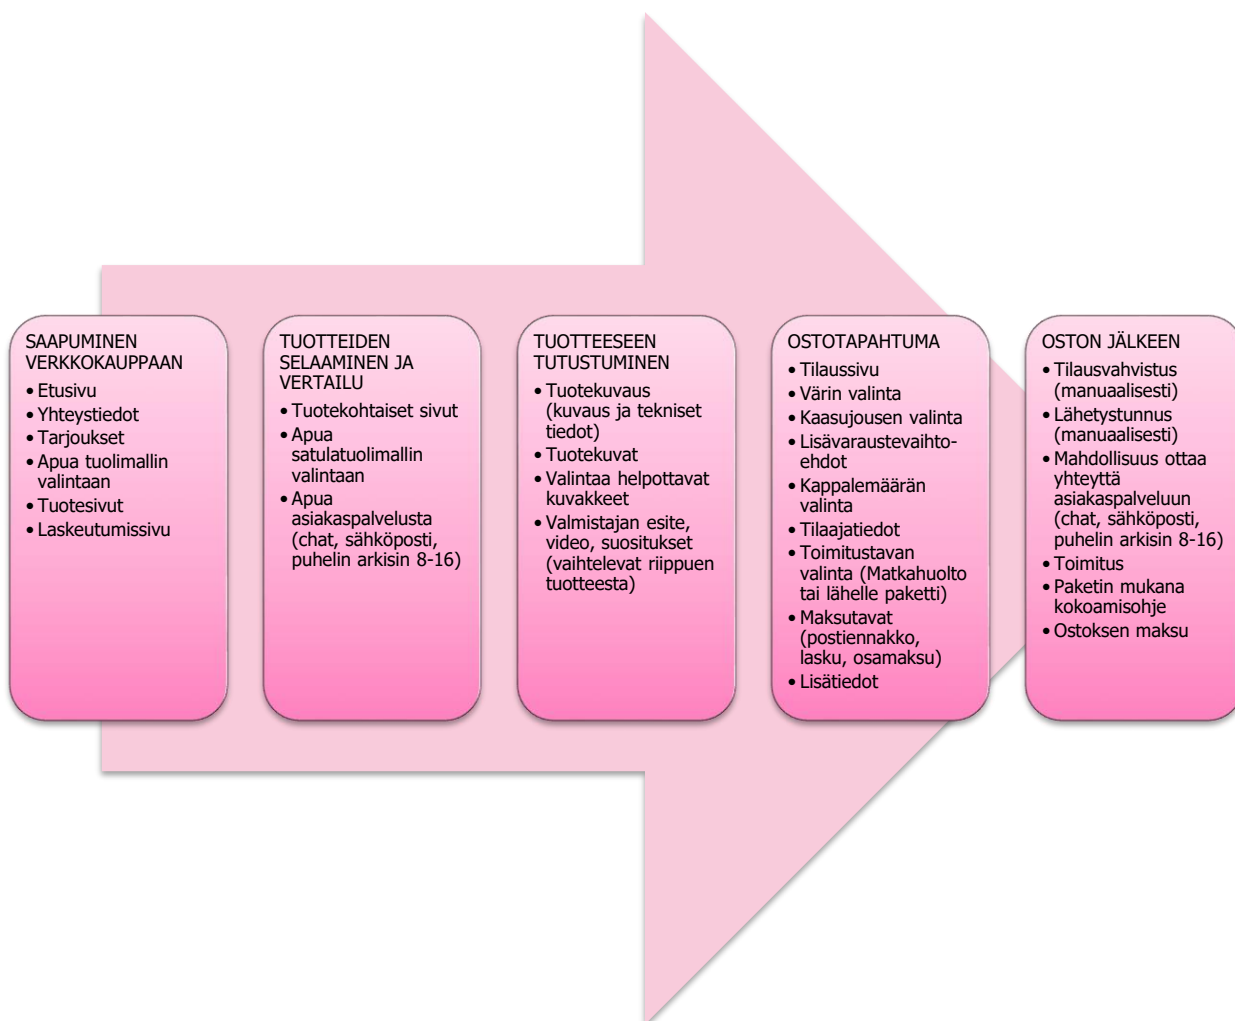 SAAPUMINEN
VERKKOKAUPPAAN
• Etusivu
• Yhteystiedot
• Tarjoukset
• Apua tuolimallin
valintaan
• Tuotesivut
• Laskeutumissivu
TUOTTEIDEN
SELAAMINEN JA
VERTAILU
• Tuotekohtaiset sivut
• Apua
satulatuolimallin
valintaan
• Apua
asiakaspalvelusta
(chat, sähköposti,
puhelin arkisin 8-16)
TUOTTEESEEN
TUTUSTUMINEN
• Tuotekuvaus
(kuvaus ja tekniset
tiedot)
• Tuotekuvat
• Valintaa helpottavat
kuvakkeet
• Valmistajan esite,
video, suositukset
(vaihtelevat riippuen
tuotteesta)
OSTOTAPAHTUMA
• Tilaussivu
• Värin valinta
• Kaasujousen valinta
• Lisävarustevaihto-
ehdot
• Kappalemäärän
valinta
• Tilaajatiedot
• Toimitustavan
valinta (Matkahuolto
tai lähelle paketti)
• Maksutavat
(postiennakko,
lasku, osamaksu)
• Lisätiedot
OSTON JÄLKEEN
• Tilausvahvistus
(manuaalisesti)
• Lähetystunnus
(manuaalisesti)
• Mahdollisuus ottaa
yhteyttä
asiakaspalveluun
(chat, sähköposti,
puhelin arkisin 8-16)
• Toimitus
• Paketin mukana
kokoamisohje
• Ostoksen maksu